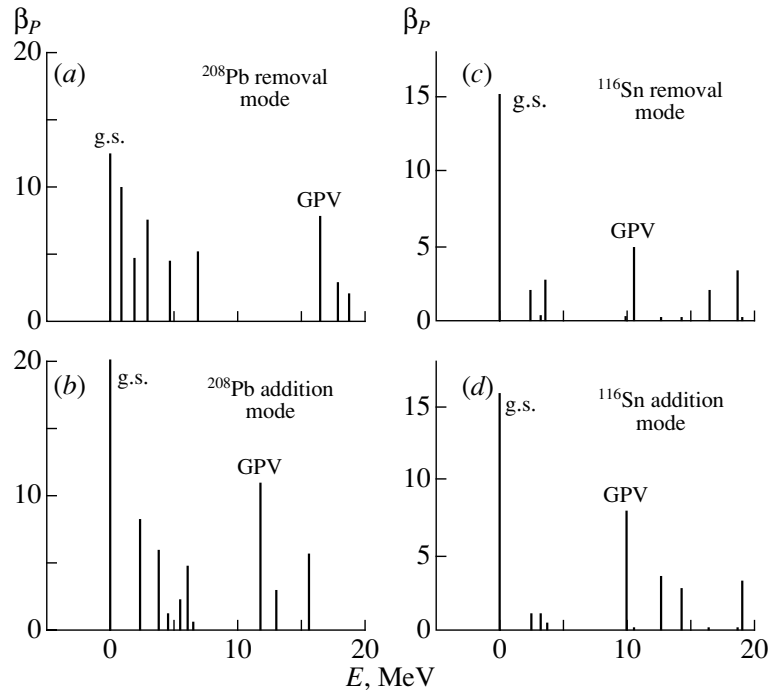 β_P
β_P
20
(a)
²⁰⁸Pb removal
mode
g.s.
GPV
10
0
(c)
¹¹⁶Sn removal
mode
15
g.s.
10
GPV
5
0
20
(b)
g.s.
²⁰⁸Pb addition
mode
GPV
10
0
(d)
¹¹⁶Sn addition
mode
15
g.s.
10
GPV
5
0
0 10 20
0 10 20
E, MeV